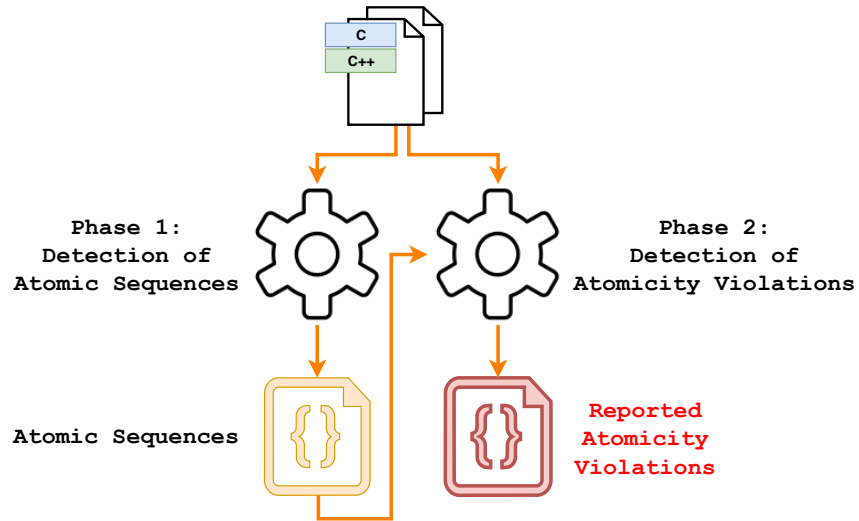 C
C++
Phase 1:
Detection of
Atomic Sequences
Phase 2:
Detection of
Atomicity Violations
Atomic Sequences
{}
{}
Reported
Atomicity
Violations